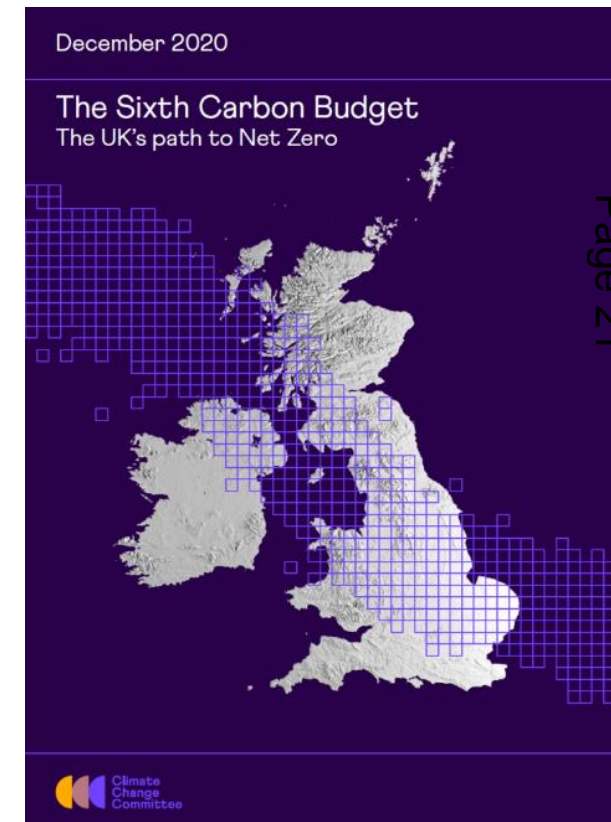 December 2020
The Sixth Carbon Budget
The UK's path to Net Zero
Page 21
Climate
Change
Committee